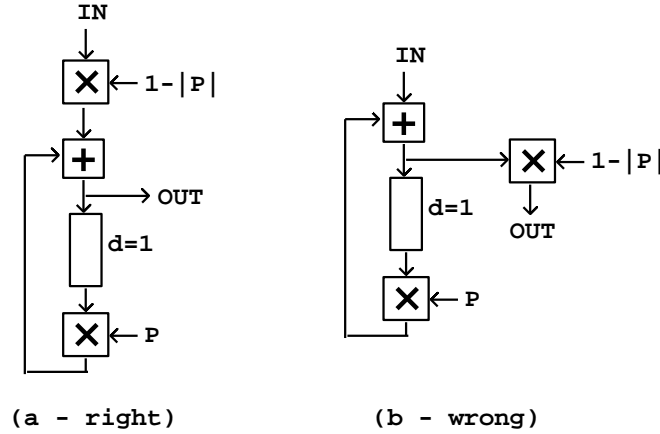 IN
× 1-|P|
+
OUT
d=1
× P
(a - right)
IN
+
× 1-|P|
OUT
d=1
× P
(b - wrong)